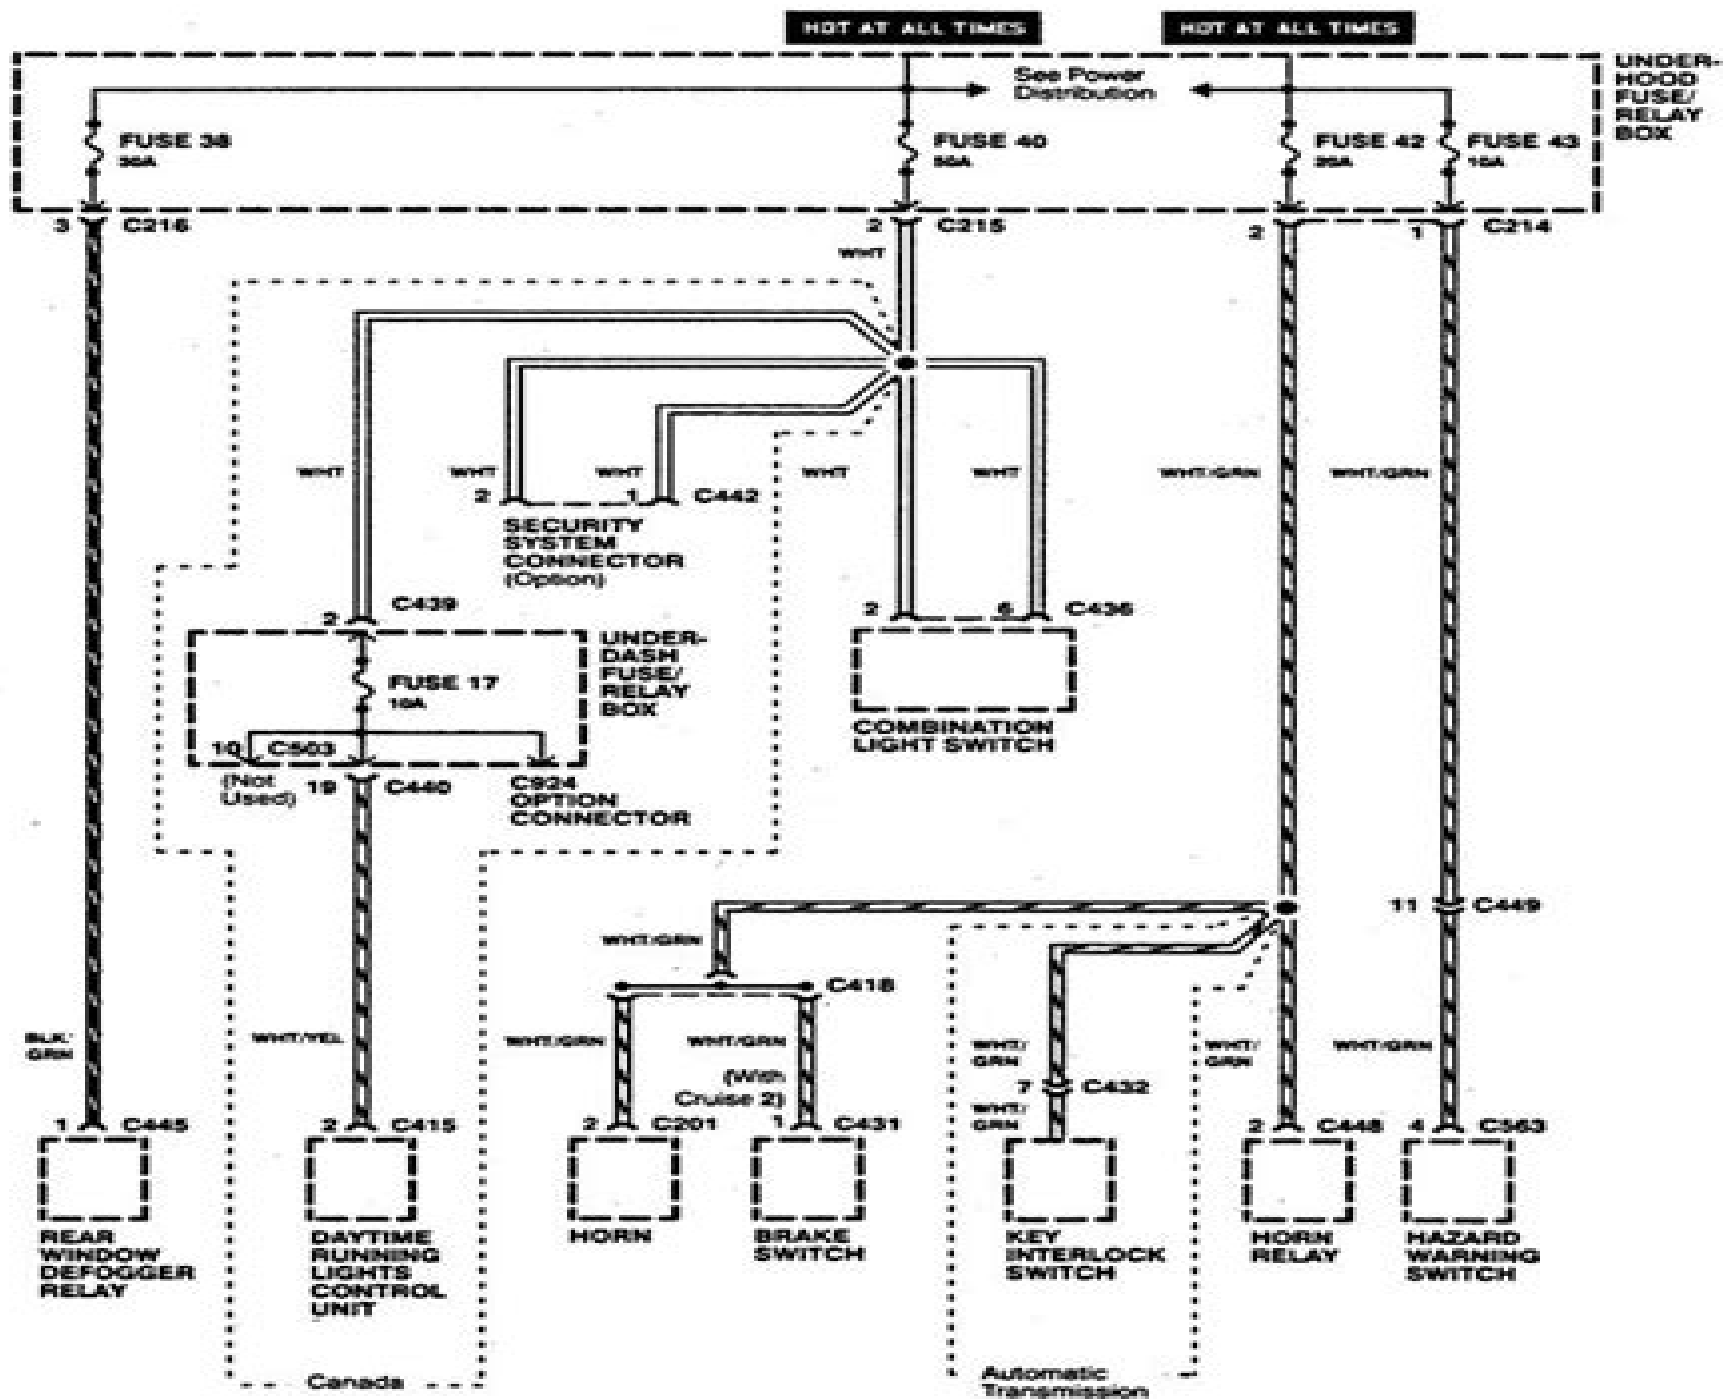 HOT AT ALL TIMES
HOT AT ALL TIMES
See Power
Distribution
UNDER-
HOOD
FUSE/
RELAY
BOX
FUSE 38
FUSE 40
50A
FUSE 42
20A
FUSE 43
10A
3
C216
2
C215
2
1
C214
WHT
WHT
WHT
WHT
WHT
WHT
WHT/GRN
WHT/GRN
2
1
C442
SECURITY
SYSTEM
CONNECTOR
(Option)
2
C439
2
6
C436
UNDER-
DASH
FUSE/
RELAY
BOX
FUSE 17
10A
COMBINATION
LIGHT SWITCH
10
C503
(Not
Used)
19
C440
C924
OPTION
CONNECTOR
11
C449
WHT/GRN
C418
BLK/
GRN
WHT/YEL
WHT/GRN
WHT/GRN
(With
Cruise 2)
WHT/
GRN
WHT/
GRN
WHT/GRN
7
C432
WHT/
GRN
1
C445
2
C415
2
C201
1
C431
2
C448
4
C563
REAR
WINDOW
DEFOGGER
RELAY
DAYTIME
RUNNING
LIGHTS
CONTROL
UNIT
HORN
BRAKE
SWITCH
KEY
INTERLOCK
SWITCH
HORN
RELAY
HAZARD
WARNING
SWITCH
Canada
Automatic
Transmission